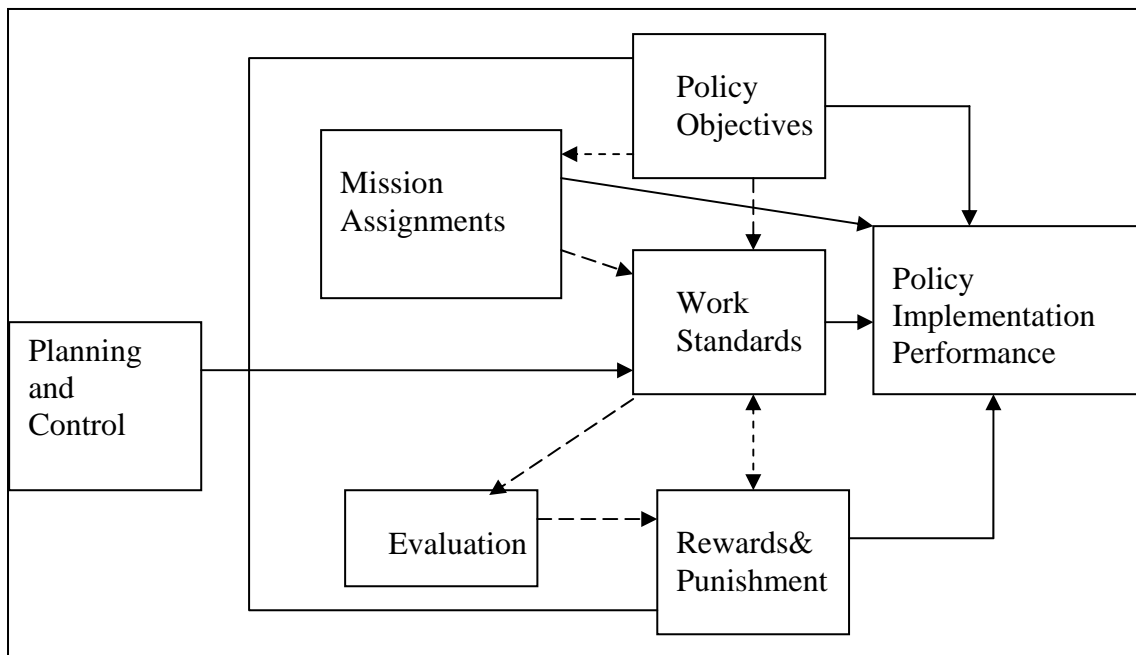 Policy
Objectives
Mission
Assignments
Policy
Implementation
Performance
Work
Standards
Planning
and
Control
Evaluation
Rewards&
Punishment